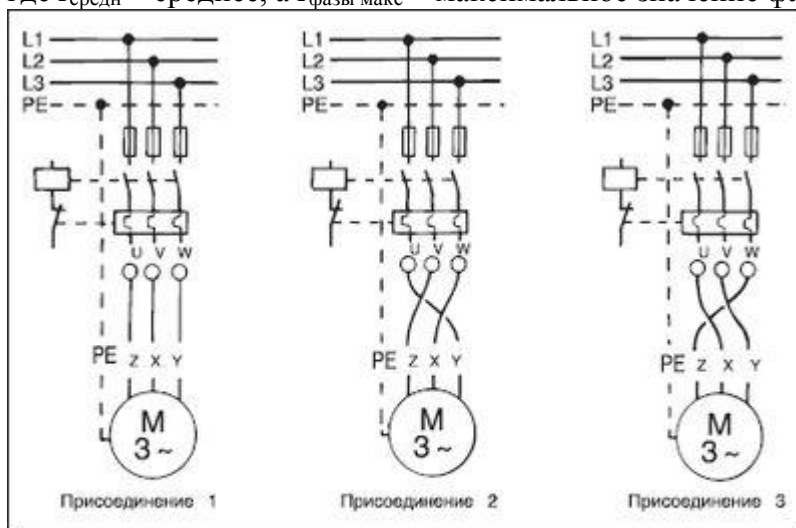 L1 L1 L1
L2 L2 L2
L3 L3 L3
PE PE PE
U V W U V W U V W
PE Z X Y PE Z X Y PE Z X Y
М М М
3 ~ 3 ~ 3 ~
Присоединение 1 Присоединение 2 Присоединение 3